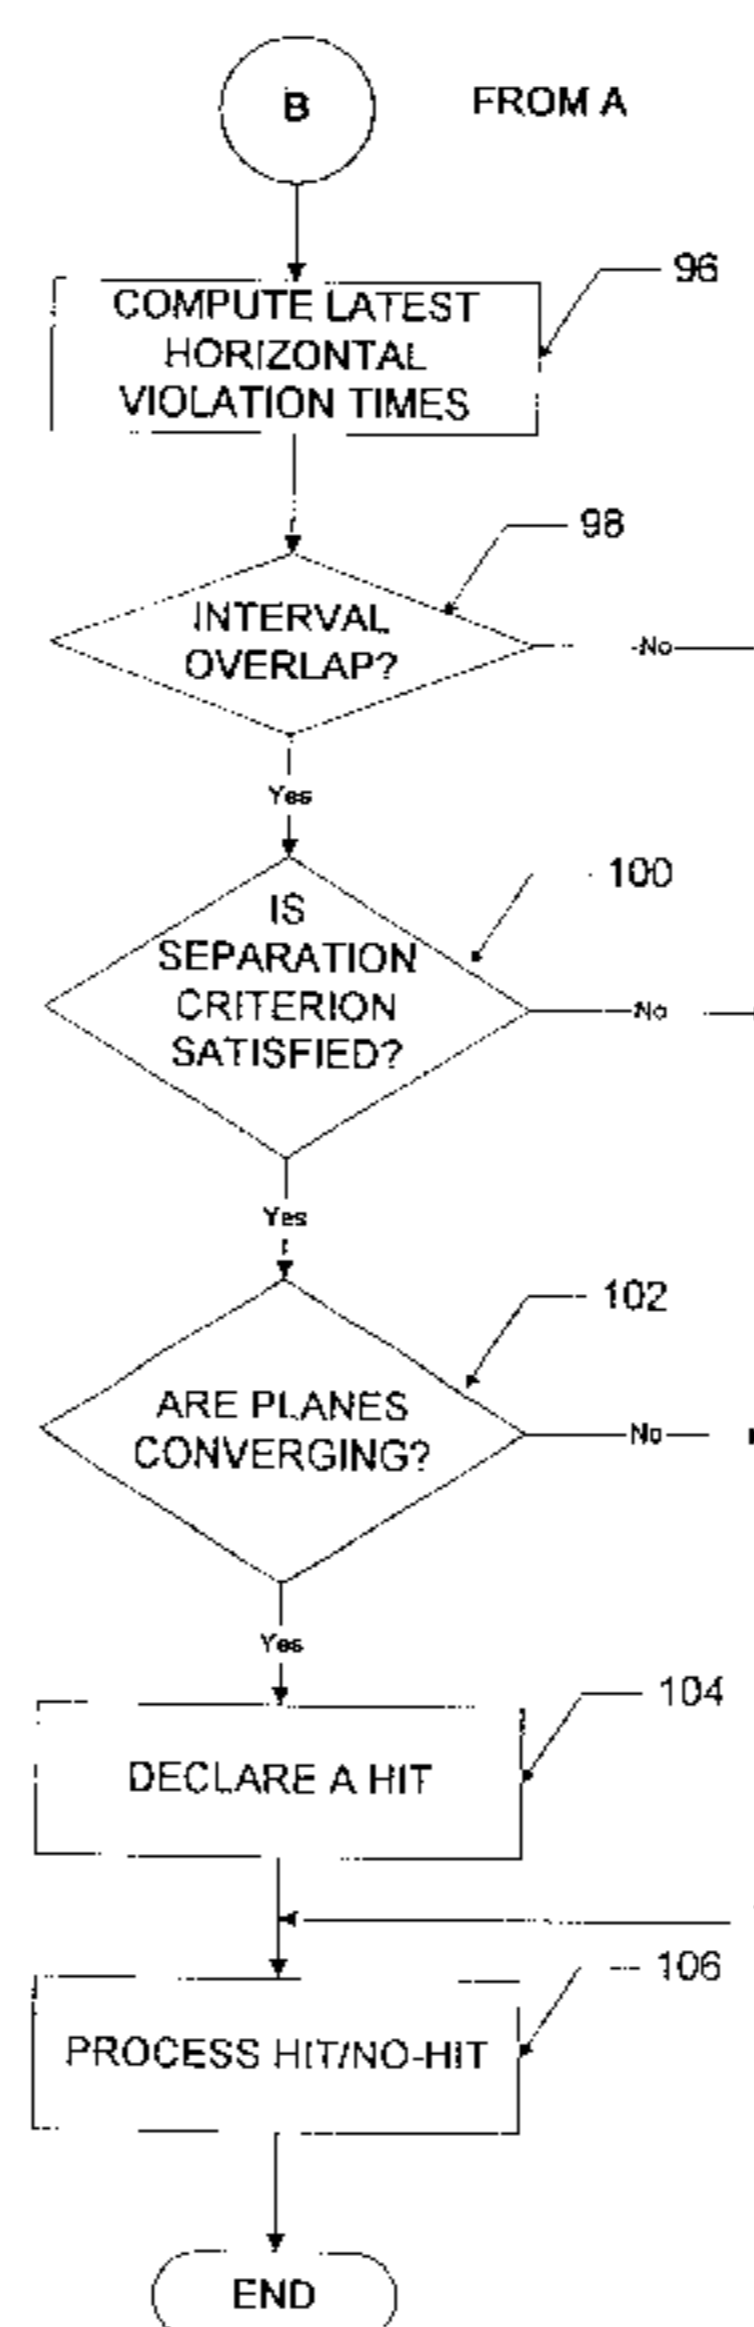 B
FROM A
96
COMPUTE LATEST
HORIZONTAL
VIOLATION TIMES
98
INTERVAL
OVERLAP?
No
Yes
100
IS
SEPARATION
CRITERION
SATISFIED?
No
Yes
102
ARE PLANES
CONVERGING?
No
Yes
104
DECLARE A HIT
106
PROCESS HIT/NO-HIT
END